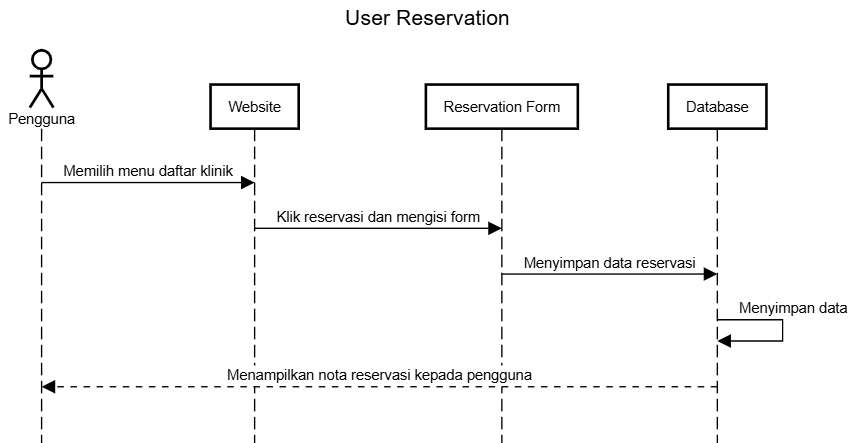 User Reservation
Pengguna
Website
Reservation Form
Database
Memilih menu daftar klinik
Klik reservasi dan mengisi form
Menyimpan data reservasi
Menyimpan data
Menampilkan nota reservasi kepada pengguna